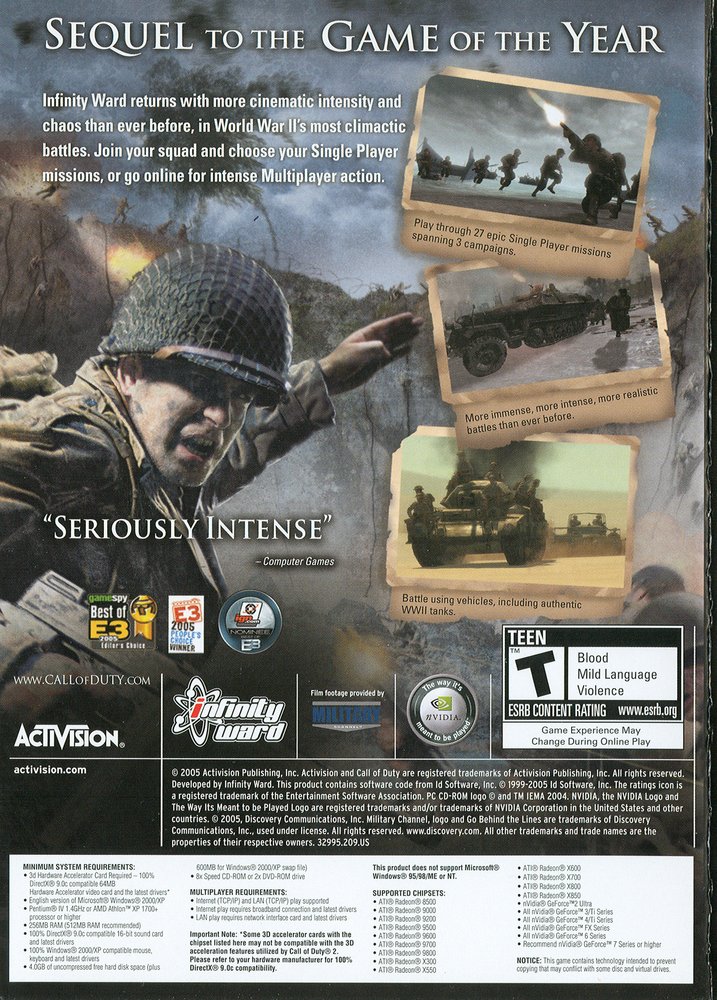 SEQUEL TO THE GAME OF THE YEAR
Infinity Ward returns with more cinematic intensity and
chaos than ever before, in World War II's most climactic
battles. Join your squad and choose your Single Player
missions, or go online for intense Multiplayer action.
Play through 27 epic Single Player missions
spanning 3 campaigns.
More immense, more intense, more realistic
battles than ever before.
Battle using vehicles, including authentic
WWII tanks.
"SERIOUSLY INTENSE"
– Computer Games
gamespy
Best of
E3
2005
Editor's Choice
E3
2005
PEOPLE'S
CHOICE
WINNER
NOMINEE
E3
WWW.CALLOFDUTY.COM
ACTIVISION®
activision.com
infinity
ward
Film footage provided by
MILITARY
CHANNEL
The way it's
nVIDIA
meant to be played
TEEN
TM
T
Blood
Mild Language
Violence
ESRB CONTENT RATING www.esrb.org
Game Experience May
Change During Online Play
© 2005 Activision Publishing, Inc. Activision and Call of Duty are registered trademarks of Activision Publishing, Inc. All rights reserved.
Developed by Infinity Ward. This product contains software code from Id Software, Inc. © 1999-2005 Id Software, Inc. The ratings icon is
a registered trademark of the Entertainment Software Association. PC CD-ROM logo © and TM IEMA 2004. NVIDIA, the NVIDIA Logo and
The Way Its Meant to be Played Logo are registered trademarks and/or trademarks of NVIDIA Corporation in the United States and other
countries. © 2005, Discovery Communications, Inc. Military Channel, logo and Go Behind the Lines are trademarks of Discovery
Communications, Inc., used under license. All rights reserved. www.discovery.com. All other trademarks and trade names are the
properties of their respective owners. 32995.209.US
MINIMUM SYSTEM REQUIREMENTS:
• 3d Hardware Accelerator Card Required – 100%
DirectX® 9.0c compatible 64MB
Hardware Accelerator video card and the latest drivers*
• English version of Microsoft® Windows® 2000/XP
• Pentium® IV 1.4GHz or AMD Athlon™ XP 1700+
processor or higher
• 256MB RAM (512MB RAM recommended)
• 100% DirectX® 9.0c compatible 16-bit sound card
and latest drivers
• 100% Windows® 2000/XP compatible mouse,
keyboard and latest drivers
• 4.0GB of uncompressed free hard disk space (plus
600MB for Windows® 2000/XP swap file)
• 8x Speed CD-ROM or 2x DVD-ROM drive
MULTIPLAYER REQUIREMENTS:
• Internet (TCP/IP) and LAN (TCP/IP) play supported
• Internet play requires broadband connection and latest drivers
• LAN play requires network interface card and latest drivers
Important Note: *Some 3D accelerator cards with the
chipset listed here may not be compatible with the 3D
acceleration features utilized by Call of Duty® 2.
Please refer to your hardware manufacturer for 100%
DirectX® 9.0c compatibility.
This product does not support Microsoft®
Windows® 95/98/ME or NT.
SUPPORTED CHIPSETS:
• ATI® Radeon® 8500
• ATI® Radeon® 9000
• ATI® Radeon® 9200
• ATI® Radeon® 9500
• ATI® Radeon® 9600
• ATI® Radeon® 9700
• ATI® Radeon® 9800
• ATI® Radeon® X300
• ATI® Radeon® X550
• ATI® Radeon® X600
• ATI® Radeon® X700
• ATI® Radeon® X800
• ATI® Radeon® X850
• nVidia® GeForce™2 Ultra
• All nVidia® GeForce™ 3/Ti Series
• All nVidia® GeForce™ 4/Ti Series
• All nVidia® GeForce™ FX Series
• All nVidia® GeForce™ 6 Series
• Recommend nVidia® GeForce™ 7 Series or higher
NOTICE: This game contains technology intended to prevent
copying that may conflict with some disc and virtual drives.